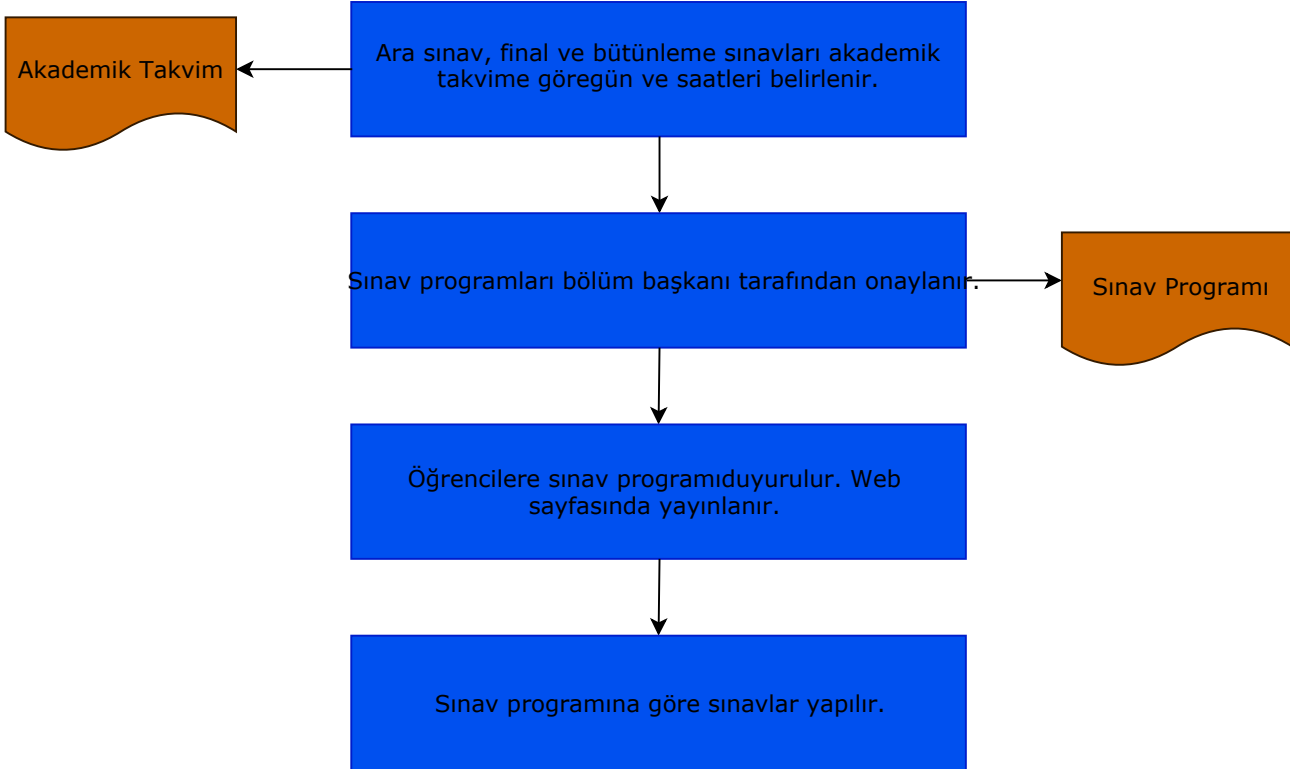 Akademik Takvim
Ara sınav, final ve bütünleme sınavları akademik
takvime göregün ve saatleri belirlenir.
Sınav programları bölüm başkanı tarafından onaylanır.
Sınav Programı
Öğrencilere sınav programıduyurulur. Web
sayfasında yayınlanır.
Sınav programına göre sınavlar yapılır.